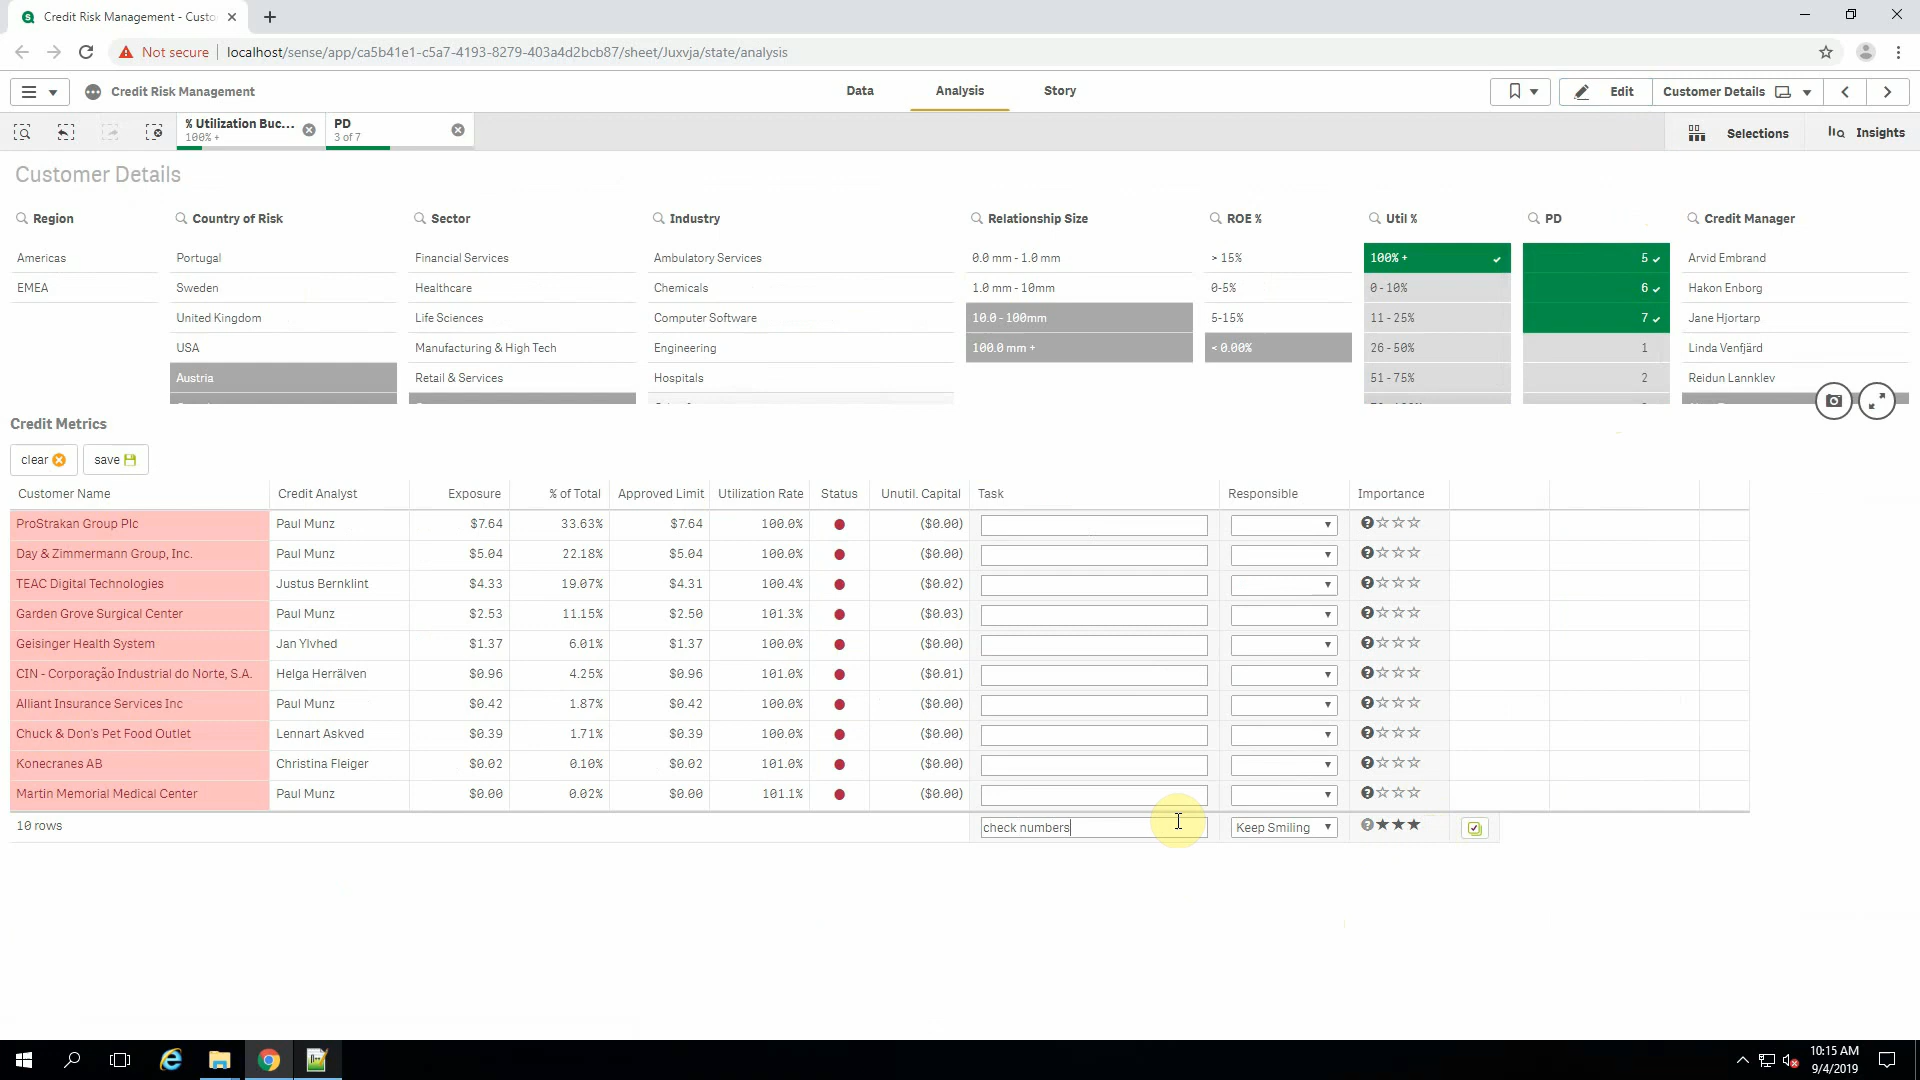 Credit Risk Management - Custo
Not secure
localhost/sense/app/ca5b41e1-c5a7-4193-8279-403a4d2bcb87/sheet/Juxvja/state/analysis
Credit Risk Management
Data
Analysis
Story
Edit
Customer Details
% Utilization Buc...
100% +
PD
3 of 7
Selections
Insights
Customer Details
Region
Country of Risk
Sector
Industry
Relationship Size
ROE %
Util %
PD
Credit Manager
Americas Portugal Financial Services Ambulatory Services 0.0 mm - 1.0 mm > 15% 100% + 5 Arvid Embrand
EMEA Sweden Healthcare Chemicals 1.0 mm - 10mm 0-5% 0 - 10% 6 Hakon Enborg
United Kingdom Life Sciences Computer Software 10.0 - 100mm 5-15% 11 - 25% 7 Jane Hjortarp
USA Manufacturing & High Tech Engineering 100.0 mm + < 0.00% 26 - 50% 1 Linda Venfjärd
Austria Retail & Services Hospitals 51 - 75% 2 Reidun Lannklev
Credit Metrics
clear
save
Customer Name Credit Analyst Exposure % of Total Approved Limit Utilization Rate Status Unutil. Capital Task Responsible Importance
ProStrakan Group Plc Paul Munz $7.64 33.63% $7.64 100.0% ($0.00)
Day & Zimmermann Group, Inc. Paul Munz $5.04 22.18% $5.04 100.0% ($0.00)
TEAC Digital Technologies Justus Bernklint $4.33 19.07% $4.31 100.4% ($0.02)
Garden Grove Surgical Center Paul Munz $2.53 11.15% $2.50 101.3% ($0.03)
Geisinger Health System Jan Ylvhed $1.37 6.01% $1.37 100.0% ($0.00)
CIN - Corporação Industrial do Norte, S.A. Helga Herrälven $0.96 4.25% $0.96 101.0% ($0.01)
Alliant Insurance Services Inc Paul Munz $0.42 1.87% $0.42 100.0% ($0.00)
Chuck & Don's Pet Food Outlet Lennart Askved $0.39 1.71% $0.39 100.0% ($0.00)
Konecranes AB Christina Fleiger $0.02 0.10% $0.02 101.0% ($0.00)
Martin Memorial Medical Center Paul Munz $0.00 0.02% $0.00 101.1% ($0.00)
10 rows check numbers Keep Smiling
10:15 AM
9/4/2019